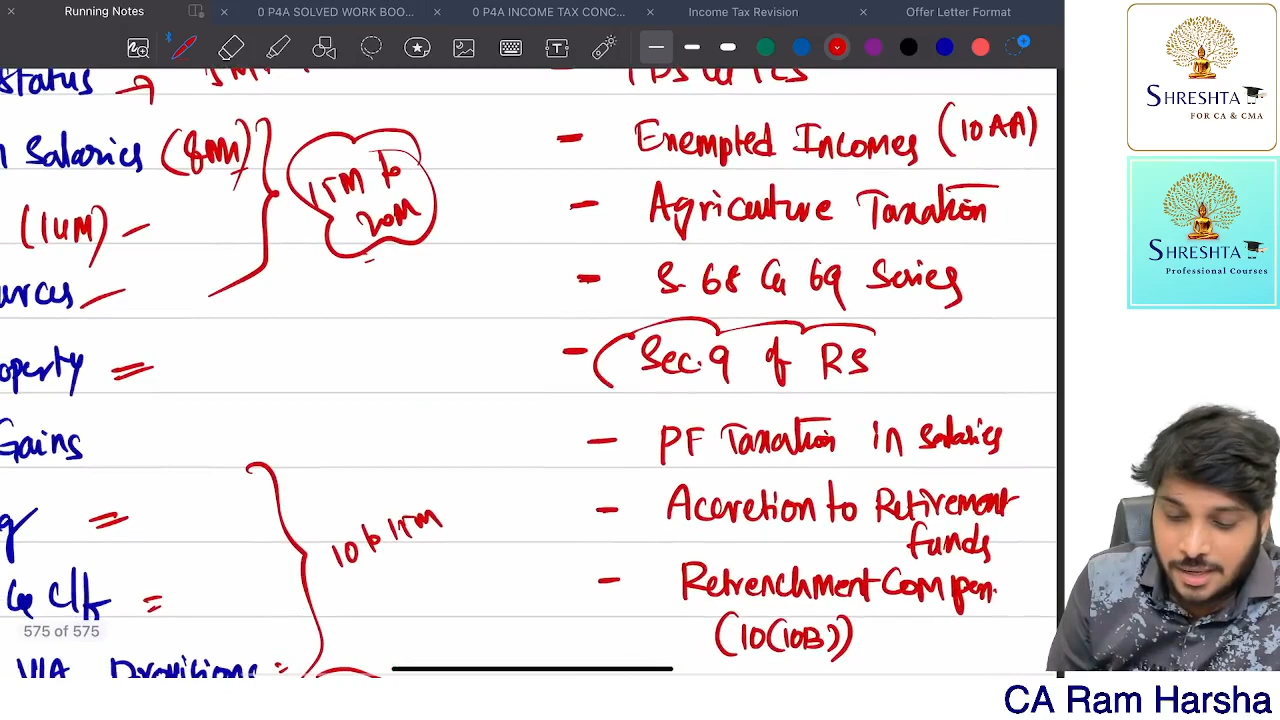 Running Notes
0 P4A SOLVED WORK BOO...
0 P4A INCOME TAX CONC...
Income Tax Revision
Offer Letter Format
Status →
Salaries (8M)
15M to
20M
(14M) -
urces -
operty =
Gains
=
C/f =
575 of 575
VIA Provisions =
10 to 15M
- TDS & TCS
- Exempted Incomes (10AA)
- Agriculture Taxation
- S. 68 & 69 Series
- Sec. 9 of RS
- PF Taxation in Salaries
- Accretion to Retirement
funds
- Retrenchment Compen.
(10(10B))
SHRESHTA
FOR CA & CMA
SHRESHTA
Professional Courses
CA Ram Harsha